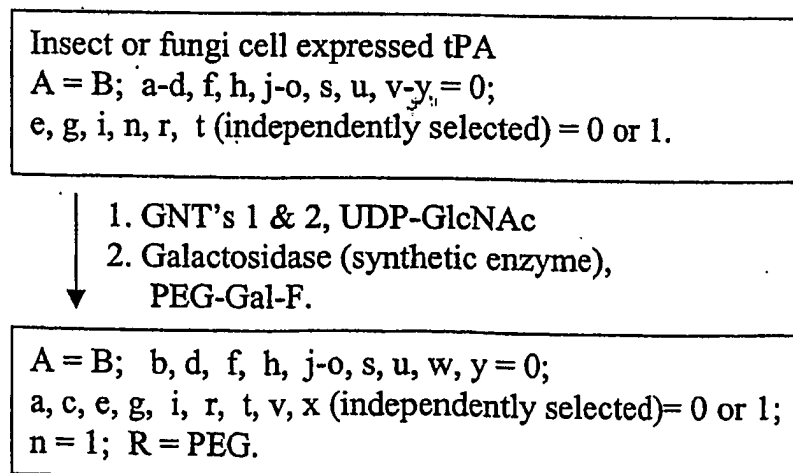 Insect or fungi cell expressed tPA
A = B; a-d, f, h, j-o, s, u, v-y, = 0;
e, g, i, n, r, t (independently selected) = 0 or 1.
1. GNT's 1 & 2, UDP-GlcNAc
2. Galactosidase (synthetic enzyme),
PEG-Gal-F.
A = B; b, d, f, h, j-o, s, u, w, y = 0;
a, c, e, g, i, r, t, v, x (independently selected)= 0 or 1;
n = 1; R = PEG.